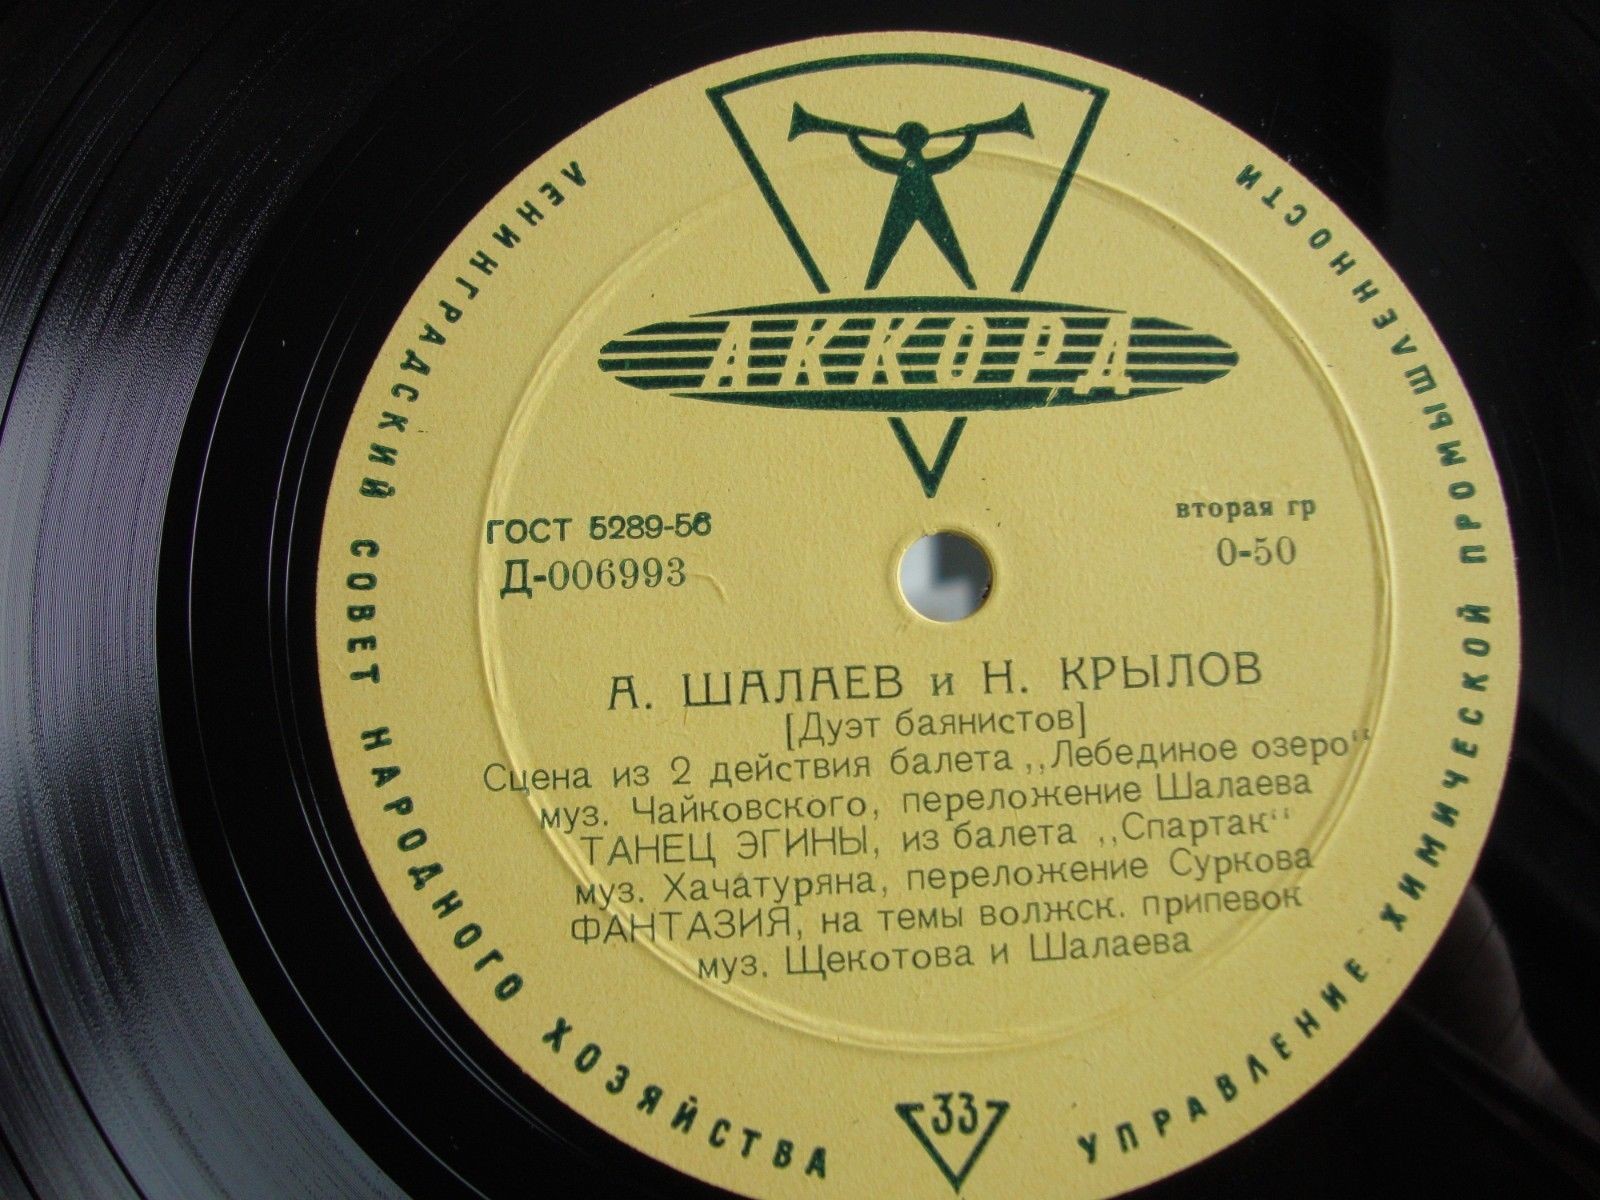 АККОРД
ЛЕНИНГРАДСКИЙ СОВЕТ НАРОДНОГО ХОЗЯЙСТВА
УПРАВЛЕНИЕ ХИМИЧЕСКОЙ ПРОМЫШЛЕННОСТИ
ГОСТ 5289-56
Д-006993
вторая гр
0-50
А. ШАЛАЕВ и Н. КРЫЛОВ
[Дуэт баянистов]
Сцена из 2 действия балета ,,Лебединое озеро“
муз. Чайковского, переложение Шалаева
ТАНЕЦ ЭГИНЫ, из балета ,,Спартак“
муз. Хачатуряна, переложение Суркова
ФАНТАЗИЯ, на темы волжск. припевок
муз. Щекотова и Шалаева
33